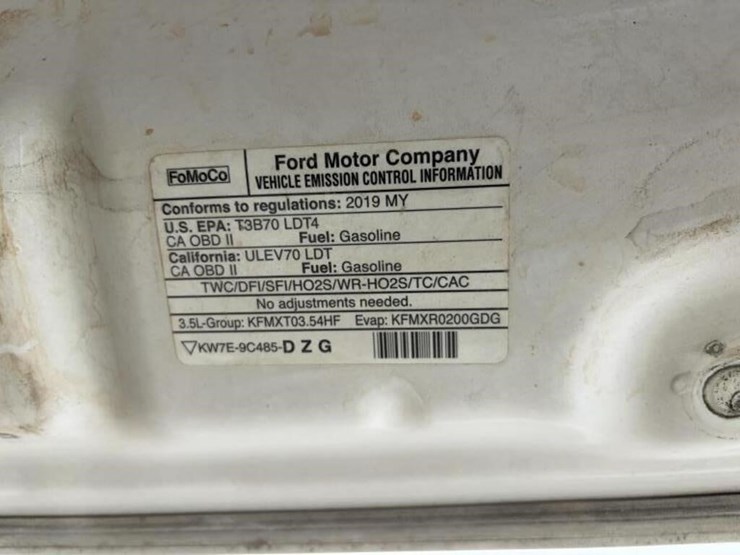 FoMoCo
Ford Motor Company
VEHICLE EMISSION CONTROL INFORMATION
Conforms to regulations: 2019 MY
U.S. EPA: T3B70 LDT4
CA OBD II Fuel: Gasoline
California: ULEV70 LDT
CA OBD II Fuel: Gasoline
TWC/DFI/SFI/HO2S/WR-HO2S/TC/CAC
No adjustments needed.
3.5L-Group: KFMXT03.54HF Evap: KFMXR0200GDG
KW7E-9C485-D Z G